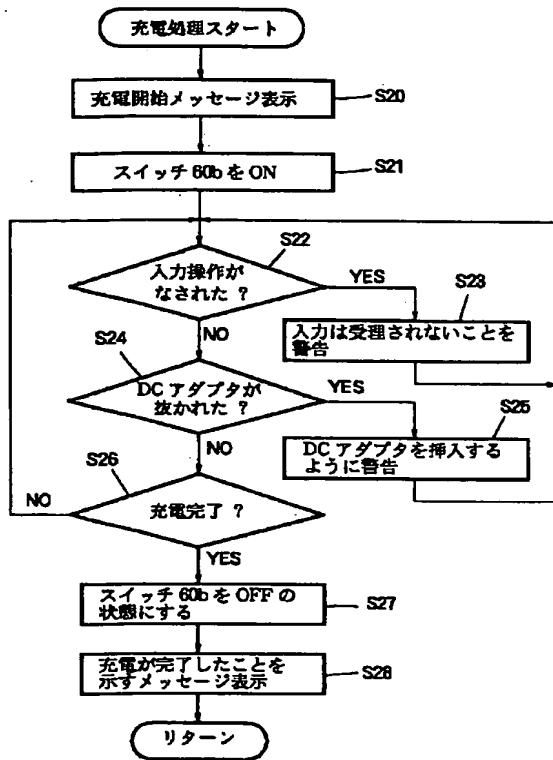 充電処理スタート
充電開始メッセージ表示
S20
スイッチ 60b を ON
S21
S22
入力操作が
なされた ?
YES
S23
入力は受理されないことを
警告
NO
S24
DC アダプタが
抜かれた ?
YES
S25
DC アダプタを挿入する
ように警告
NO
S26
NO
充電完了 ?
YES
スイッチ 60b を OFF の
状態にする
S27
充電が完了したことを
示すメッセージ表示
S28
リターン